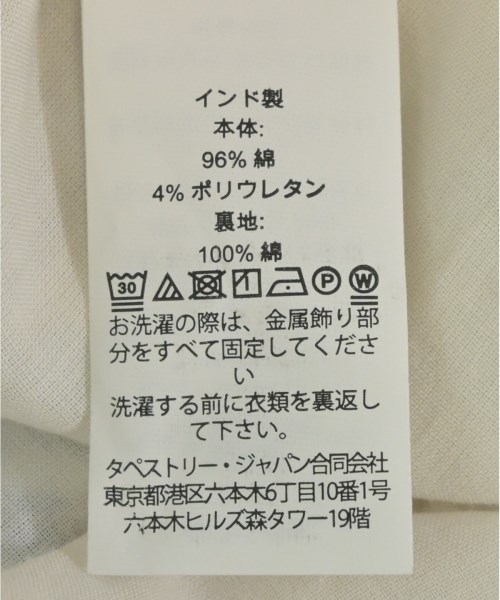 インド製
本体:
96% 綿
4% ポリウレタン
裏地:
100% 綿
30 P W
お洗濯の際は、金属飾り部
分をすべて固定してくださ
い
洗濯する前に衣類を裏返し
て下さい。
タペストリー・ジャパン合同会社
東京都港区六本木6丁目10番1号
六本木ヒルズ森タワー19階